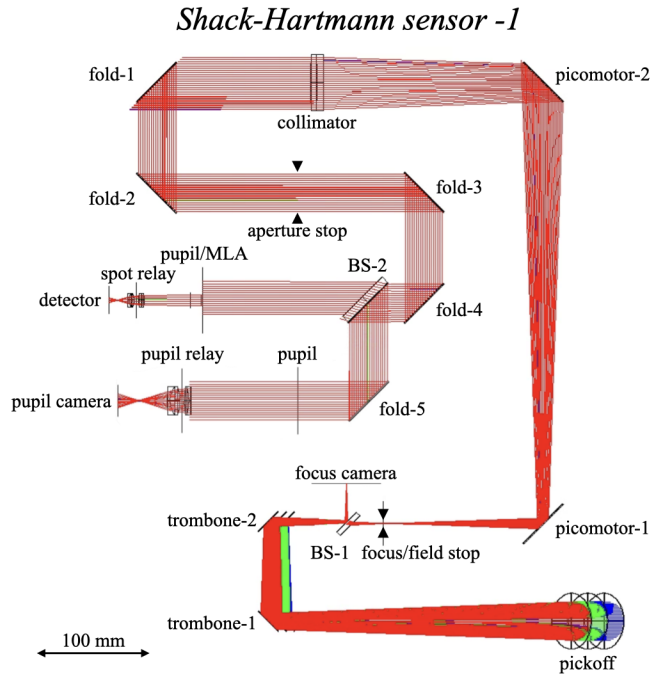 Shack-Hartmann sensor -1
fold-1
picomotor-2
collimator
fold-2
fold-3
aperture stop
pupil/MLA
spot relay
BS-2
detector
fold-4
pupil relay
pupil
pupil camera
fold-5
focus camera
trombone-2
BS-1
focus/field stop
picomotor-1
trombone-1
100 mm
pickoff